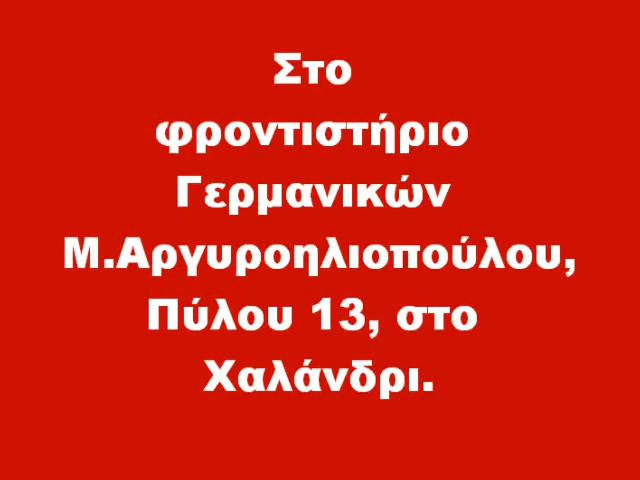 Στο
φροντιστήριο
Γερμανικών
Μ.Αργυροηλιοπούλου,
Πύλου 13, στο
Χαλάνδρι.